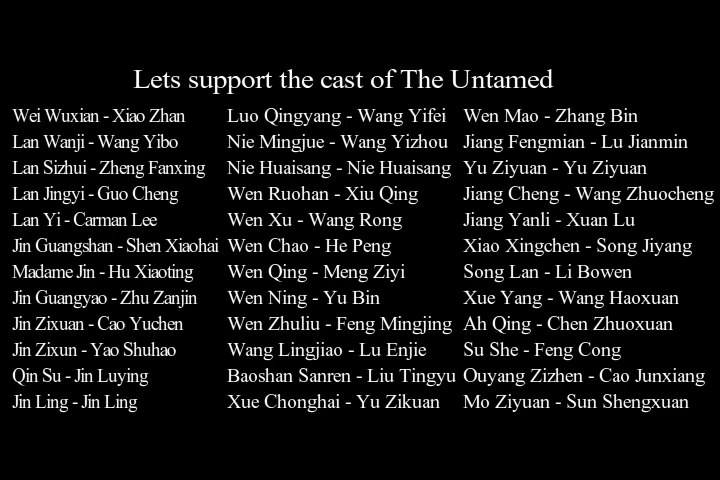 Lets support the cast of The Untamed
Wei Wuxian - Xiao Zhan
Lan Wanji - Wang Yibo
Lan Sizhui - Zheng Fanxing
Lan Jingyi - Guo Cheng
Lan Yi - Carman Lee
Jin Guangshan - Shen Xiaohai
Madame Jin - Hu Xiaoting
Jin Guangyao - Zhu Zanjin
Jin Zixuan - Cao Yuchen
Jin Zixun - Yao Shuhao
Qin Su - Jin Luying
Jin Ling - Jin Ling
Luo Qingyang - Wang Yifei
Nie Mingjue - Wang Yizhou
Nie Huaisang - Nie Huaisang
Wen Ruohan - Xiu Qing
Wen Xu - Wang Rong
Wen Chao - He Peng
Wen Qing - Meng Ziyi
Wen Ning - Yu Bin
Wen Zhuliu - Feng Mingjing
Wang Lingjiao - Lu Enjie
Baoshan Sanren - Liu Tingyu
Xue Chonghai - Yu Zikuan
Wen Mao - Zhang Bin
Jiang Fengmian - Lu Jianmin
Yu Ziyuan - Yu Ziyuan
Jiang Cheng - Wang Zhuocheng
Jiang Yanli - Xuan Lu
Xiao Xingchen - Song Jiyang
Song Lan - Li Bowen
Xue Yang - Wang Haoxuan
Ah Qing - Chen Zhuoxuan
Su She - Feng Cong
Ouyang Zizhen - Cao Junxiang
Mo Ziyuan - Sun Shengxuan